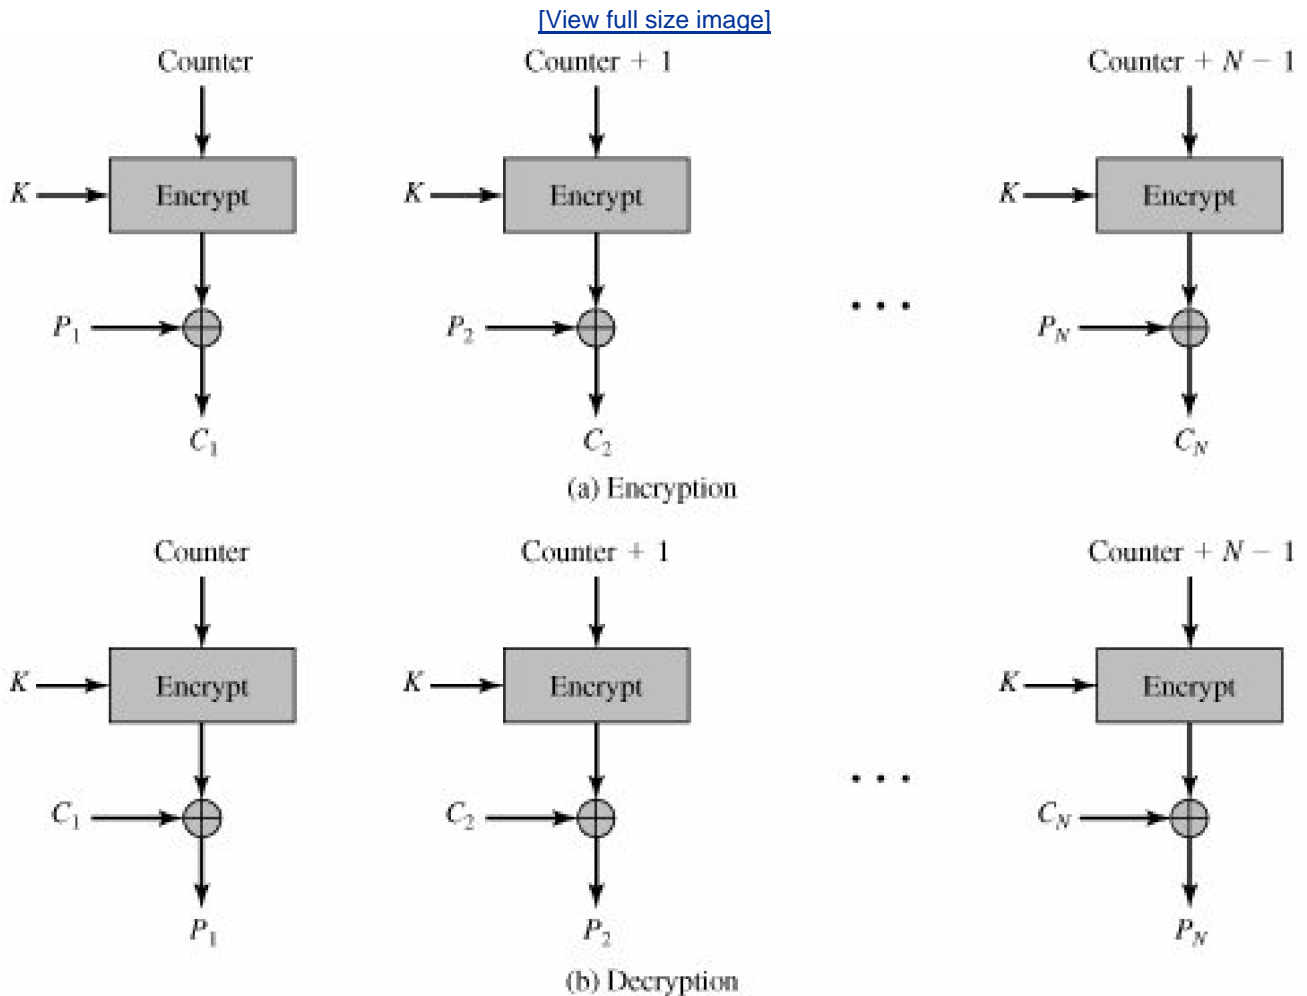 [View full size image]
Counter Counter + 1 Counter + N − 1
K Encrypt K Encrypt K Encrypt
P1 P2 . . . PN
C1 C2 CN
(a) Encryption
Counter Counter + 1 Counter + N − 1
K Encrypt K Encrypt K Encrypt
C1 C2 . . . CN
P1 P2 PN
(b) Decryption